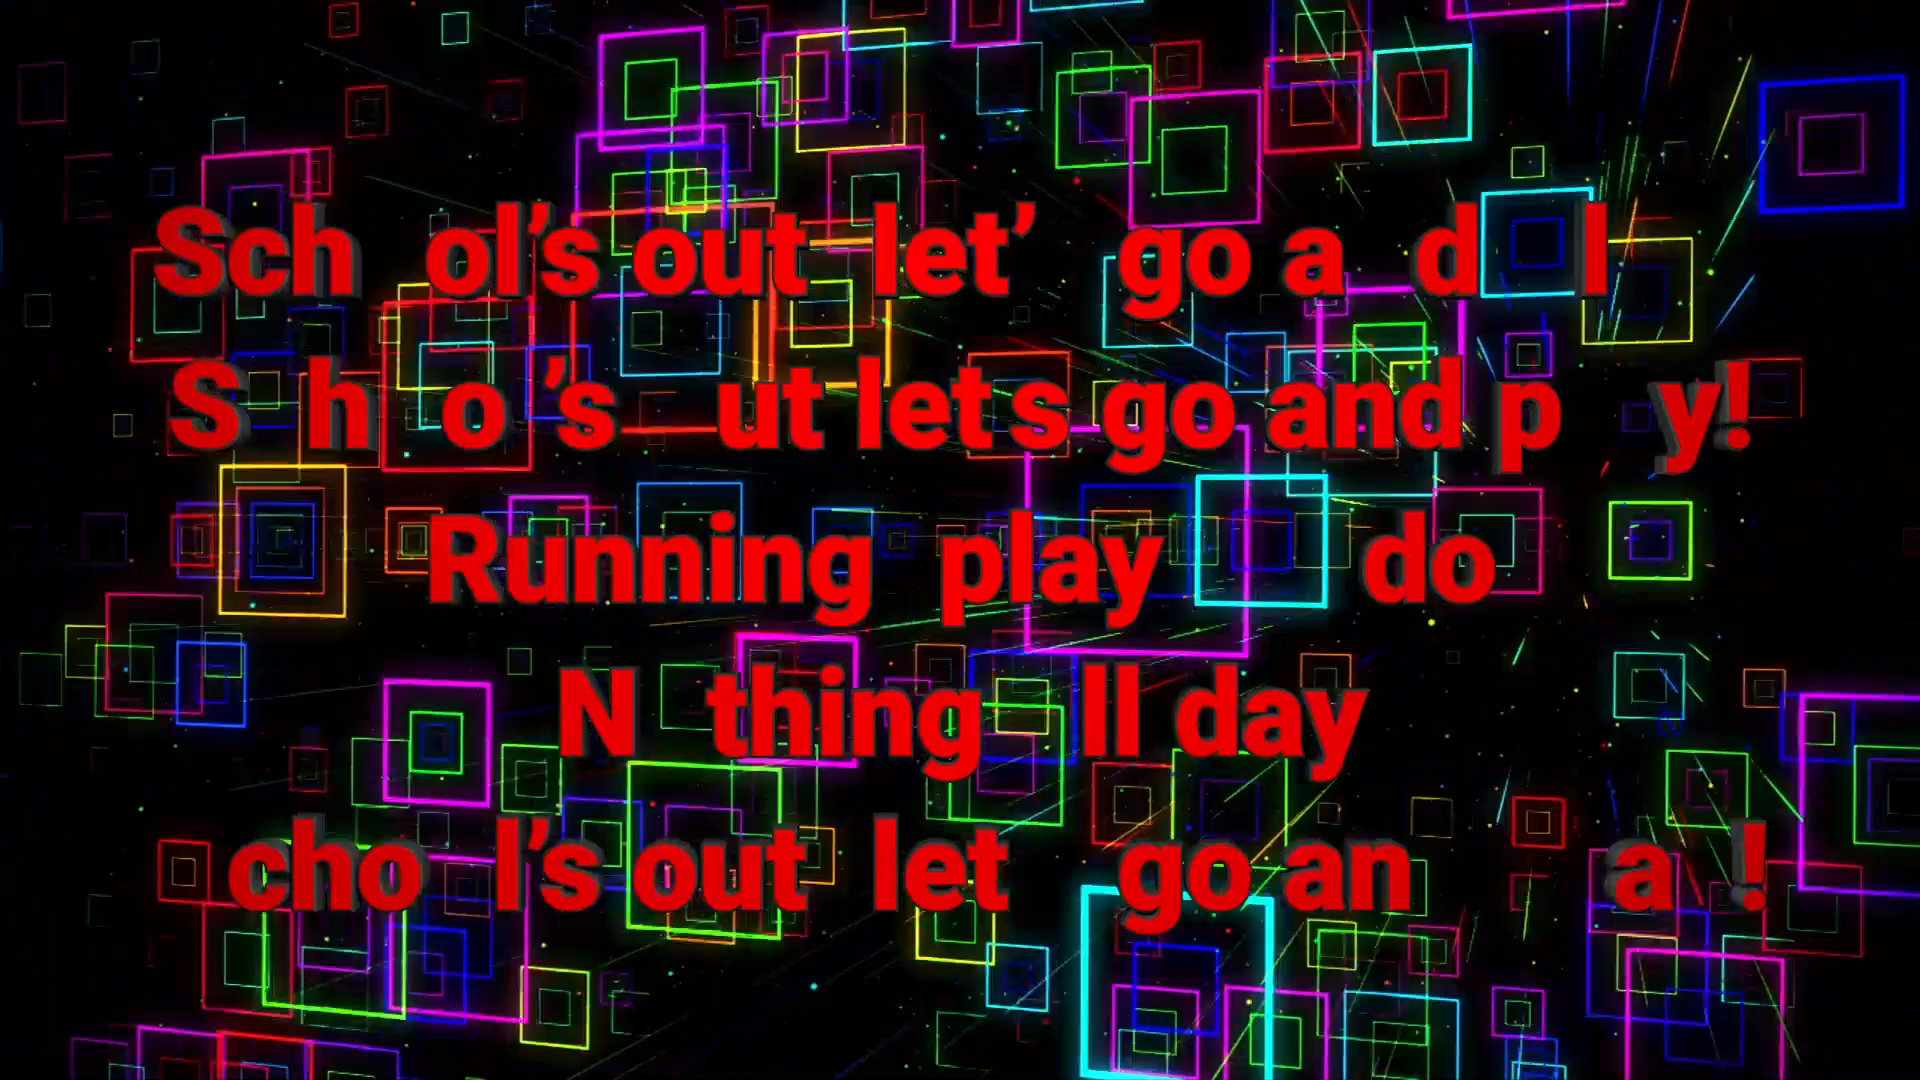 Sch ol’s out let’ go a d l
S h o ’s ut let s go and p y!
Running play do
N thing ll day
cho l’s out let go an a !